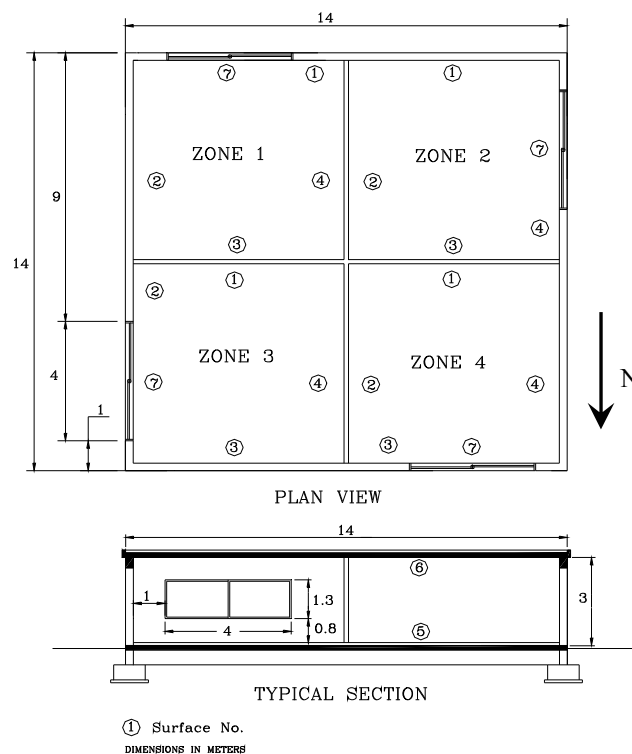 14
7 1 1
ZONE 1 ZONE 2
7
2 4 2
9
4
3 3
14
1 1
2
ZONE 3 ZONE 4
N
4
7 4 2 4
1
3 3 7
PLAN VIEW
14
6
1
1.3
3
4
0.8
5
TYPICAL SECTION
1 Surface No.
DIMENSIONS IN METERS